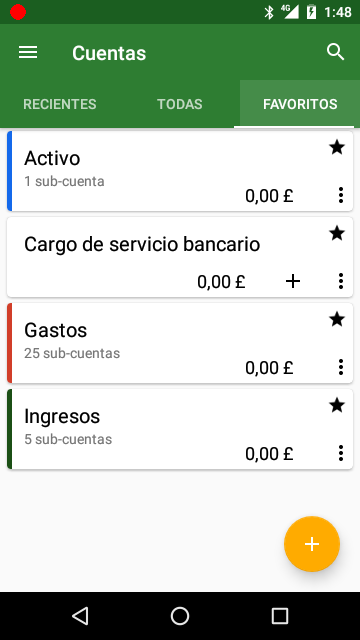 4G 1:48
Cuentas
RECIENTES TODAS FAVORITOS
Activo
1 sub-cuenta
0,00 £
Cargo de servicio bancario
0,00 £
Gastos
25 sub-cuentas
0,00 £
Ingresos
5 sub-cuentas
0,00 £